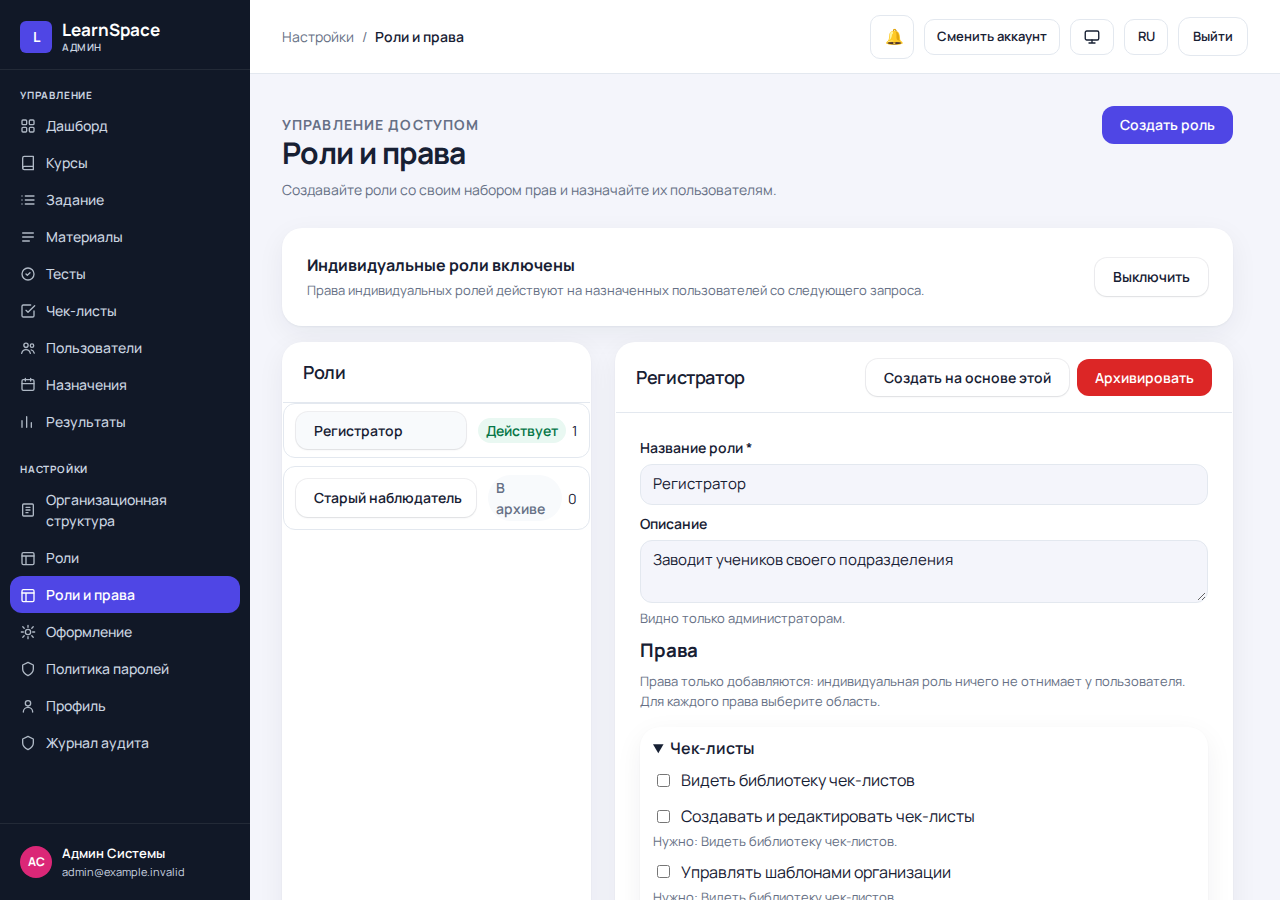 L
LearnSpace
АДМИН
УПРАВЛЕНИЕ
Дашборд
Курсы
Задание
Материалы
Тесты
Чек-листы
Пользователи
Назначения
Результаты
НАСТРОЙКИ
Организационная
структура
Роли
Роли и права
Оформление
Политика паролей
Профиль
Журнал аудита
АС
Админ Системы
admin@example.invalid
Настройки / Роли и права
Сменить аккаунт
RU
Выйти
УПРАВЛЕНИЕ ДОСТУПОМ
Роли и права
Создавайте роли со своим набором прав и назначайте их пользователям.
Создать роль
Индивидуальные роли включены
Права индивидуальных ролей действуют на назначенных пользователей со следующего запроса.
Выключить
Роли
Регистратор Действует 1
Старый наблюдатель В архиве 0
Регистратор
Создать на основе этой
Архивировать
Название роли *
Регистратор
Описание
Заводит учеников своего подразделения
Видно только администраторам.
Права
Права только добавляются: индивидуальная роль ничего не отнимает у пользователя.
Для каждого права выберите область.
Чек-листы
Видеть библиотеку чек-листов
Создавать и редактировать чек-листы
Нужно: Видеть библиотеку чек-листов.
Управлять шаблонами организации
Нужно: Видеть библиотеку чек-листов.